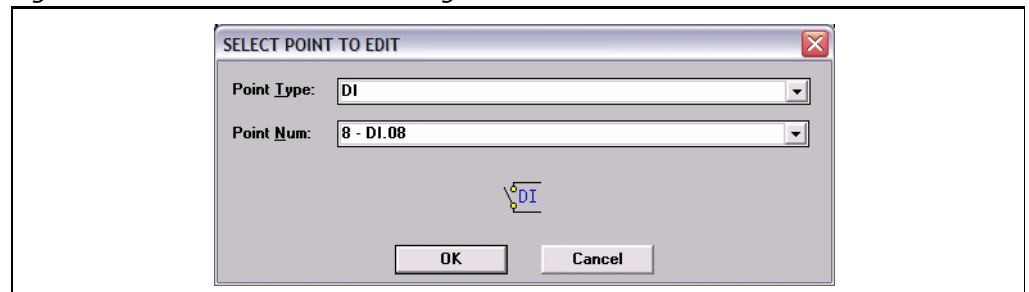 SELECT POINT TO EDIT
Point Type: DI
Point Num: 8 - DI.08
DI
OK Cancel